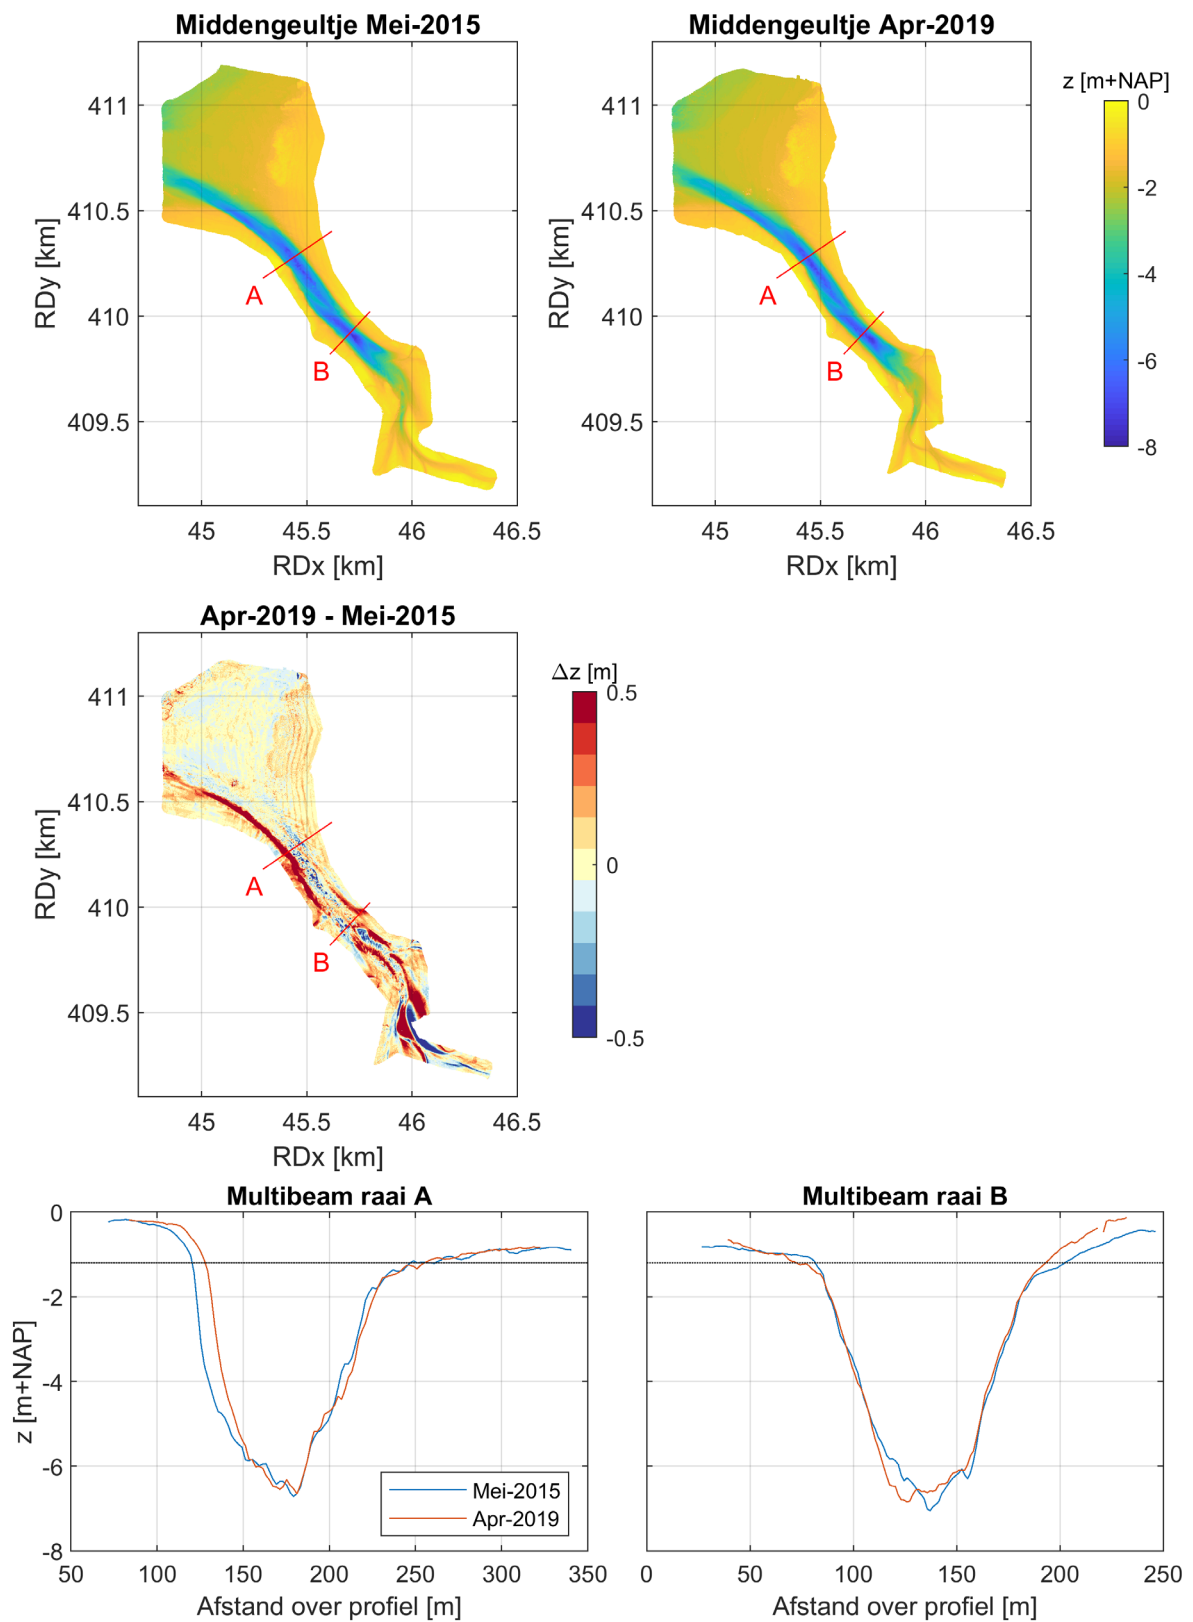 Middengeultje Mei-2015
Middengeultje Apr-2019
z [m+NAP]
RDy [km]
411
410.5
410
409.5
A
B
45
45.5
46
46.5
RDx [km]
RDy [km]
411
410.5
410
409.5
A
B
45
45.5
46
46.5
RDx [km]
0
-2
-4
-6
-8
Apr-2019 - Mei-2015
Δz [m]
RDy [km]
411
410.5
410
409.5
A
B
45
45.5
46
46.5
RDx [km]
0.5
0
-0.5
Multibeam raai A
Multibeam raai B
z [m+NAP]
0
-2
-4
-6
-8
Mei-2015
Apr-2019
50
100
150
200
250
300
350
Afstand over profiel [m]
0
50
100
150
200
250
Afstand over profiel [m]